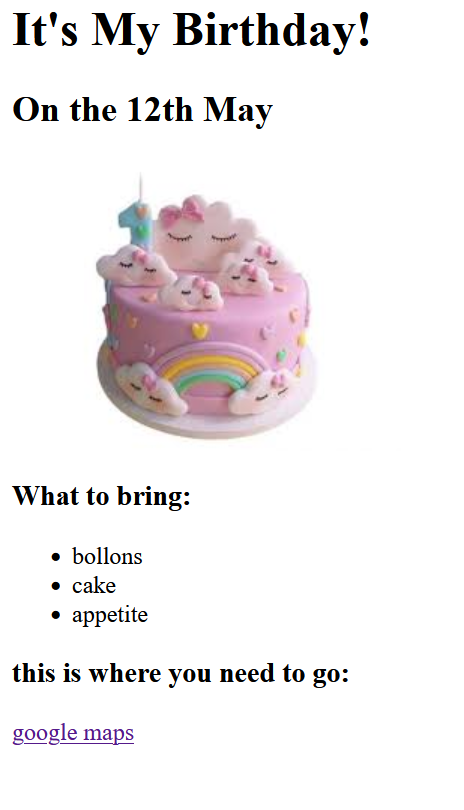 It's My Birthday!
On the 12th May
1
What to bring:
bollons
cake
appetite
this is where you need to go:
google maps